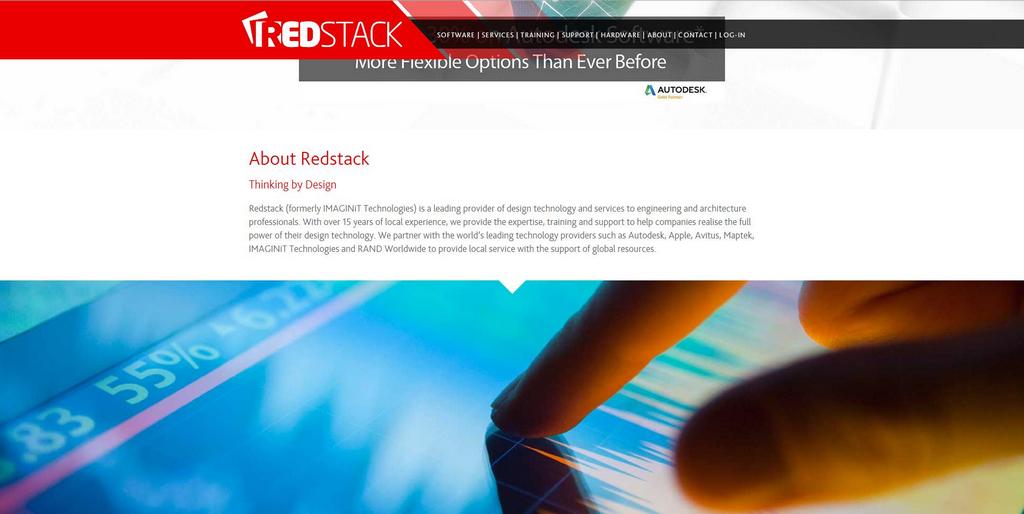 REDSTACK
SOFTWARE | SERVICES | TRAINING | SUPPORT | HARDWARE | ABOUT | CONTACT | LOG-IN
on Autodesk Software*
More Flexible Options Than Ever Before
AUTODESK.
Gold Partner
About Redstack
Thinking by Design
Redstack (formerly IMAGINiT Technologies) is a leading provider of design technology and services to engineering and architecture
professionals. With over 15 years of local experience, we provide the expertise, training and support to help companies realise the full
power of their design technology. We partner with the world's leading technology providers such as Autodesk, Apple, Avitus, Maptek,
IMAGINiT Technologies and RAND Worldwide to provide local service with the support of global resources.
.83 55% 6.22